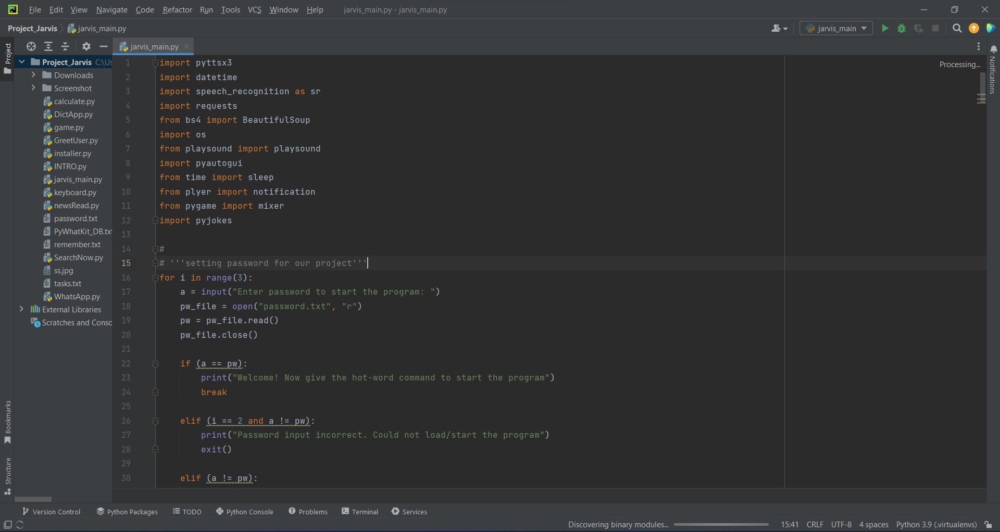 PC
File Edit View Navigate Code Refactor Run Tools VCS Window Help jarvis_main.py - jarvis_main.py
Project_Jarvis jarvis_main.py
jarvis_main
Project
jarvis_main.py
Project_Jarvis C:\Us
Downloads
Screenshot
calculate.py
DictApp.py
game.py
GreetUser.py
installer.py
INTRO.py
jarvis_main.py
keyboard.py
newsRead.py
password.txt
PyWhatKit_DB.txt
remember.txt
SearchNow.py
ss.jpg
tasks.txt
WhatsApp.py
External Libraries
Scratches and Conso
1 import pyttsx3
2 import datetime
3 import speech_recognition as sr
4 import requests
5 from bs4 import BeautifulSoup
6 import os
7 from playsound import playsound
8 import pyautogui
9 from time import sleep
10 from plyer import notification
11 from pygame import mixer
12 import pyjokes
13
14 #
15 # '''setting password for our project'''
16 for i in range(3):
17     a = input("Enter password to start the program: ")
18     pw_file = open("password.txt", "r")
19     pw = pw_file.read()
20     pw_file.close()
21
22     if (a == pw):
23         print("Welcome! Now give the hot-word command to start the program")
24         break
25
26     elif (i == 2 and a != pw):
27         print("Password input incorrect. Could not load/start the program")
28         exit()
29
30     elif (a != pw):
Processing...
Notifications
Bookmarks
Structure
Version Control Python Packages TODO Python Console Problems Terminal Services
Discovering binary modules... 15:41 CRLF UTF-8 4 spaces Python 3.9 (.virtualenvs)